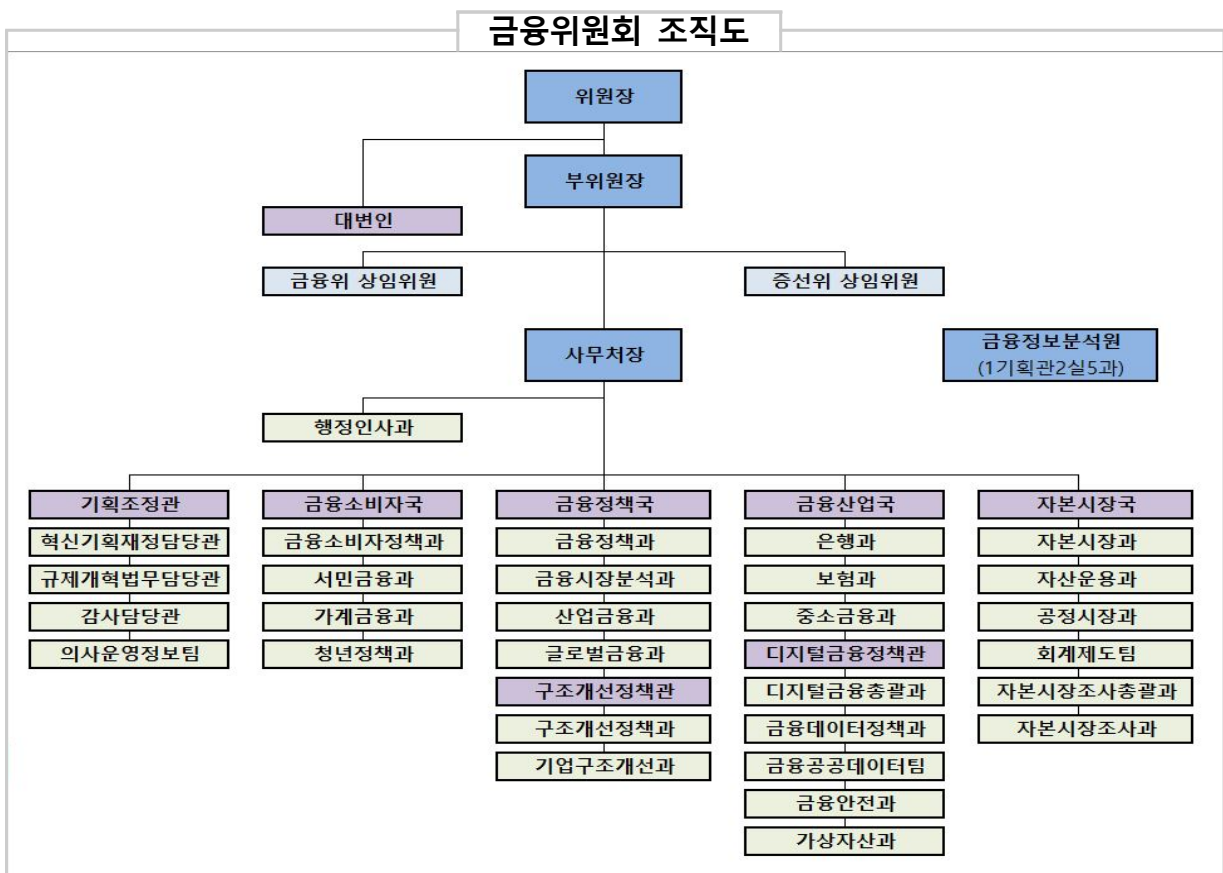 금융위원회 조직도
위원장
부위원장
대변인
금융위 상임위원
증선위 상임위원
사무처장
금융정보분석원
(1기획관2실5과)
행정인사과
기획조정관
혁신기획재정담당관
규제개혁법무담당관
감사담당관
의사운영정보팀
금융소비자국
금융소비자정책과
서민금융과
가계금융과
청년정책과
금융정책국
금융정책과
금융시장분석과
산업금융과
글로벌금융과
구조개선정책관
구조개선정책과
기업구조개선과
금융산업국
은행과
보험과
중소금융과
디지털금융정책관
디지털금융총괄과
금융데이터정책과
금융공공데이터팀
금융안전과
가상자산과
자본시장국
자본시장과
자산운용과
공정시장과
회계제도팀
자본시장조사총괄과
자본시장조사과